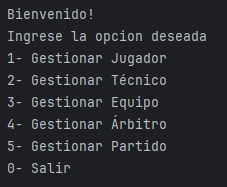 Bienvenido!
Ingrese la opcion deseada
1- Gestionar Jugador
2- Gestionar Técnico
3- Gestionar Equipo
4- Gestionar Árbitro
5- Gestionar Partido
0- Salir